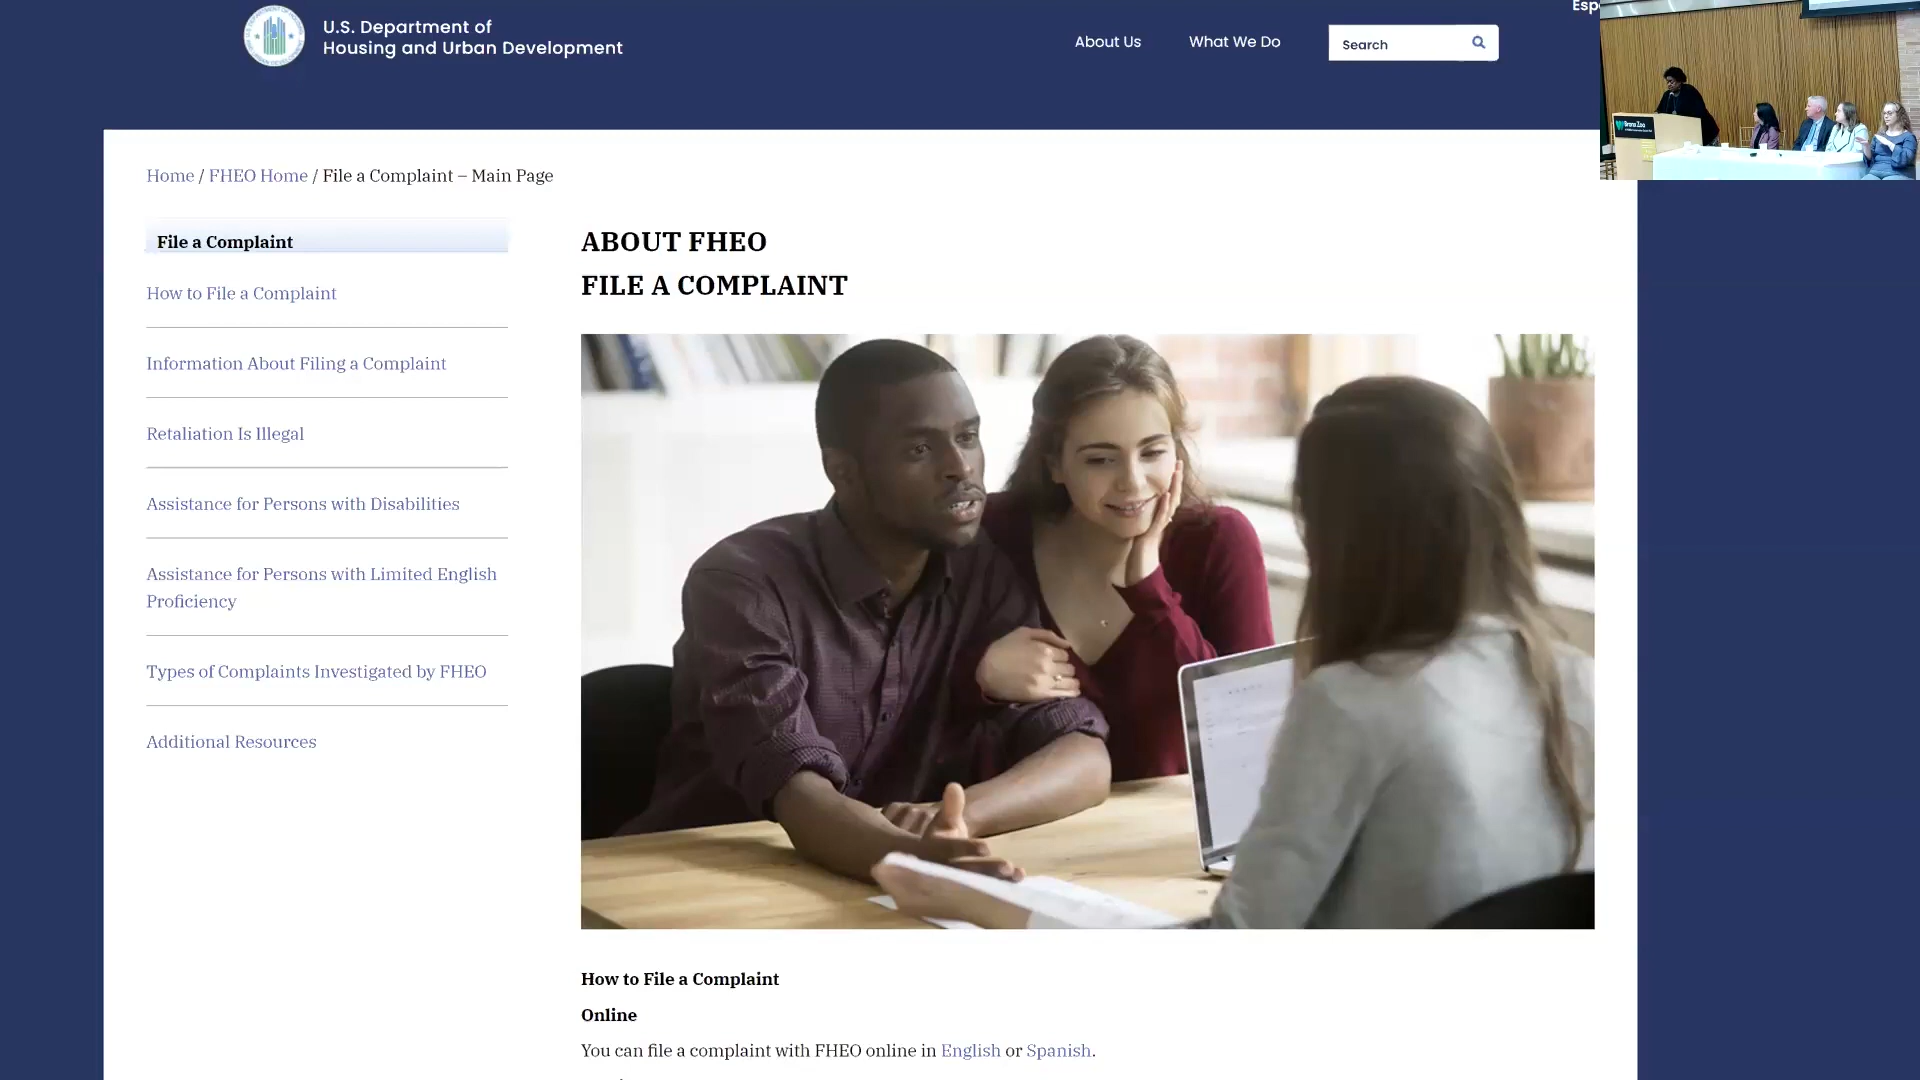 U.S. Department of
Housing and Urban Development
About Us
What We Do
Search
Esp
Bronx Zoo
Home / FHEO Home / File a Complaint – Main Page
File a Complaint
How to File a Complaint
Information About Filing a Complaint
Retaliation Is Illegal
Assistance for Persons with Disabilities
Assistance for Persons with Limited English
Proficiency
Types of Complaints Investigated by FHEO
Additional Resources
ABOUT FHEO
FILE A COMPLAINT
How to File a Complaint
Online
You can file a complaint with FHEO online in English or Spanish.